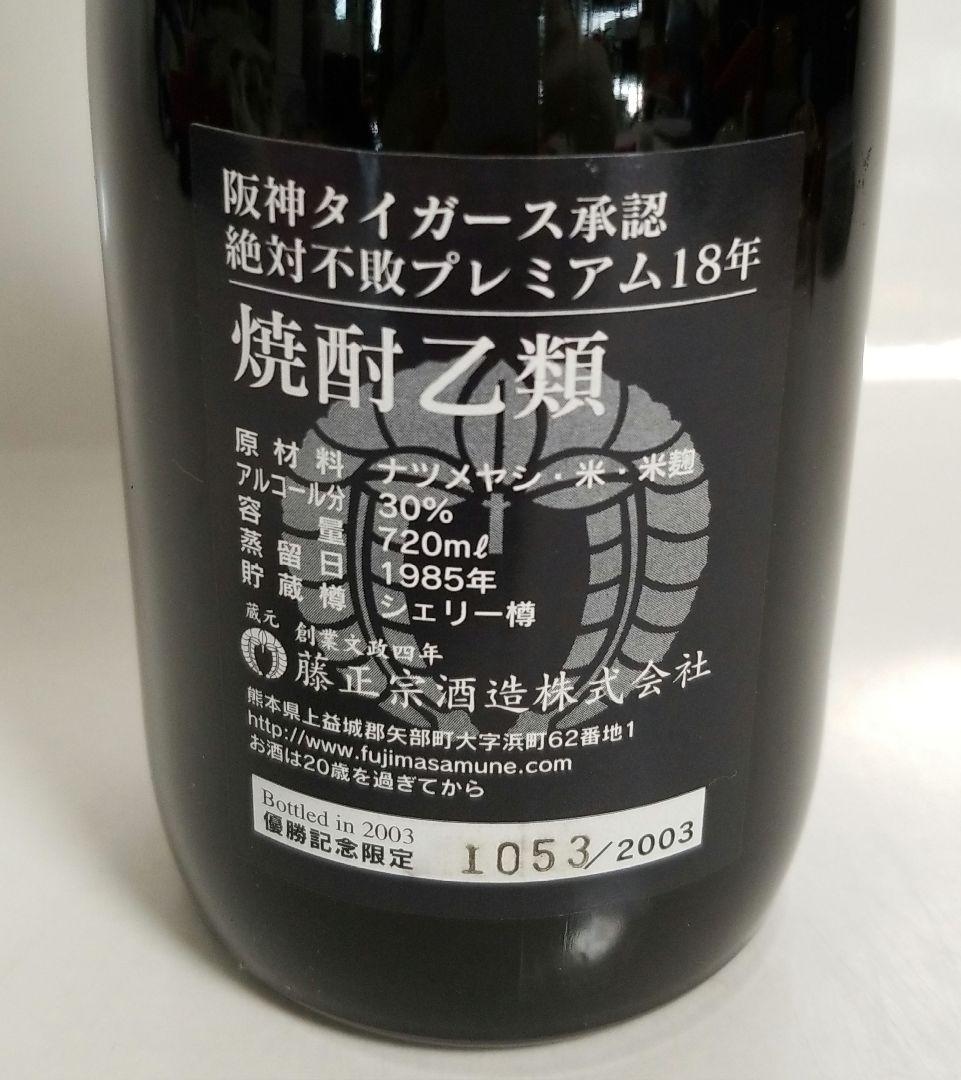 阪神タイガース承認
絶対不敗プレミアム18年
焼酎乙類
原材料 ナツメヤシ・米・米麹
アルコール分 30%
容量 720mℓ
蒸留日 1985年
貯蔵樽 シェリー樽
蔵元 創業文政四年
藤正宗酒造株式会社
熊本県上益城郡矢部町大字浜町62番地1
http://www.fujimasamune.com
お酒は20歳を過ぎてから
Bottled in 2003
優勝記念限定 1053/2003